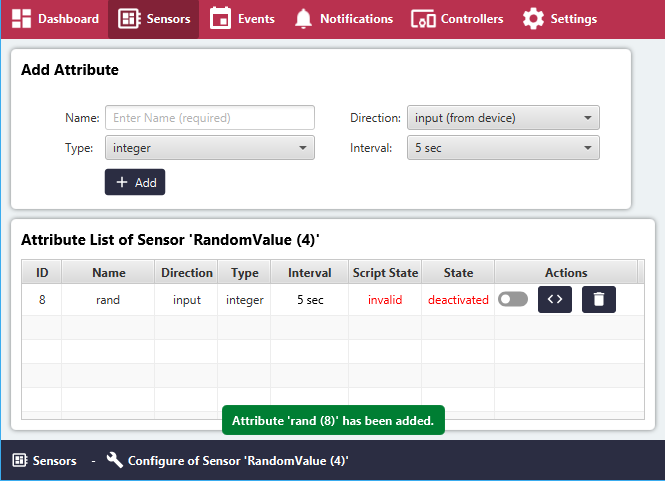 Dashboard Sensors Events Notifications Controllers Settings
Add Attribute
Name: Enter Name (required) Direction: input (from device)
Type: integer Interval: 5 sec
+ Add
Attribute List of Sensor 'RandomValue (4)'
ID Name Direction Type Interval Script State State Actions
8 rand input integer 5 sec invalid deactivated <>
Attribute 'rand (8)' has been added.
Sensors - Configure of Sensor 'RandomValue (4)'